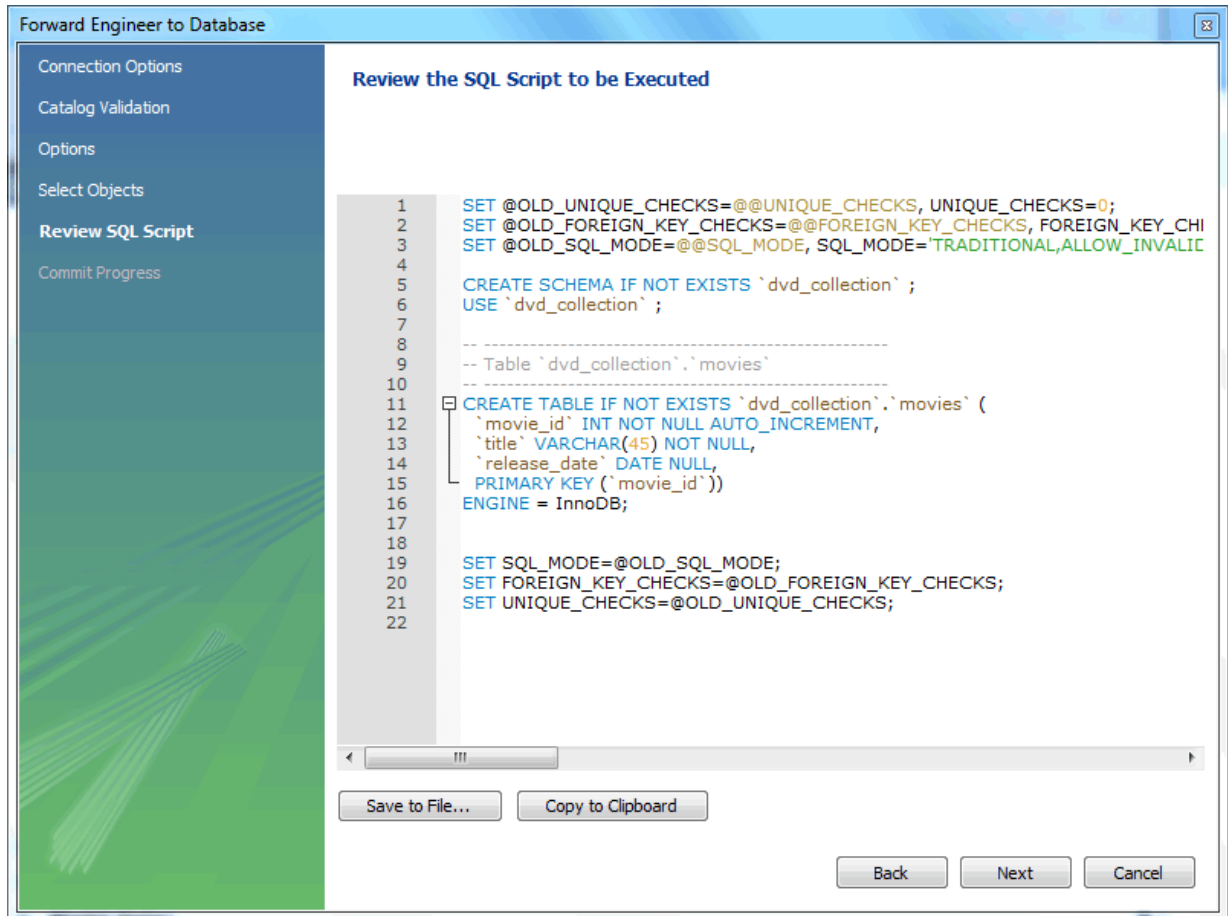 Forward Engineer to Database
Connection Options
Catalog Validation
Options
Select Objects
Review SQL Script
Commit Progress
Review the SQL Script to be Executed
1 SET @OLD_UNIQUE_CHECKS=@@UNIQUE_CHECKS, UNIQUE_CHECKS=0;
2 SET @OLD_FOREIGN_KEY_CHECKS=@@FOREIGN_KEY_CHECKS, FOREIGN_KEY_CHI
3 SET @OLD_SQL_MODE=@@SQL_MODE, SQL_MODE='TRADITIONAL,ALLOW_INVALID
4
5 CREATE SCHEMA IF NOT EXISTS `dvd_collection` ;
6 USE `dvd_collection` ;
7
8 -- -----------------------------------------------------
9 -- Table `dvd_collection`.`movies`
10 -- -----------------------------------------------------
11 CREATE TABLE IF NOT EXISTS `dvd_collection`.`movies` (
12 `movie_id` INT NOT NULL AUTO_INCREMENT,
13 `title` VARCHAR(45) NOT NULL,
14 `release_date` DATE NULL,
15 PRIMARY KEY (`movie_id`))
16 ENGINE = InnoDB;
17
18
19 SET SQL_MODE=@OLD_SQL_MODE;
20 SET FOREIGN_KEY_CHECKS=@OLD_FOREIGN_KEY_CHECKS;
21 SET UNIQUE_CHECKS=@OLD_UNIQUE_CHECKS;
22
Save to File... Copy to Clipboard
Back Next Cancel